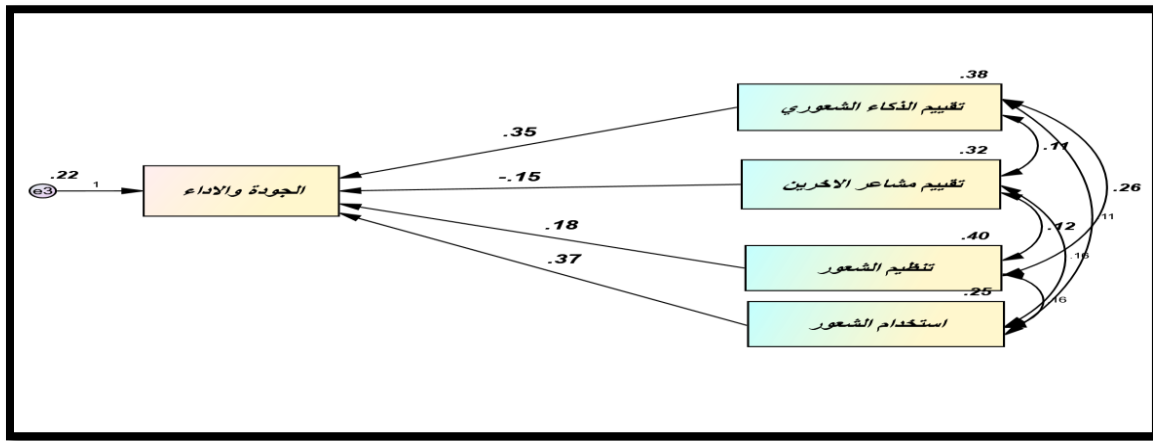 .38
تقييم الذكاء الشعوري
.35
.11
.32
.22
e3
1
الجودة والاداء
-.15
تقييم مشاعر الاخرين
.26
11
.12
.18
.40
.16
تنظيم الشعور
.37
.25
16
استخدام الشعور